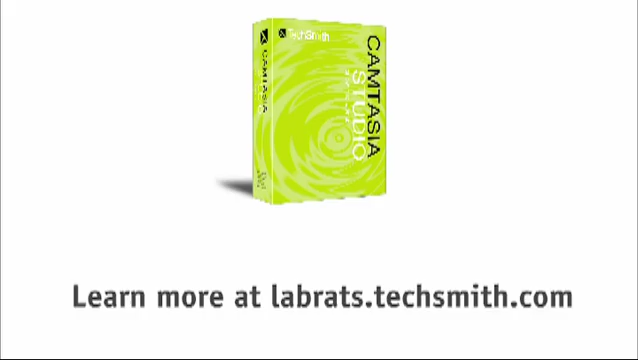 TechSmith
CAMTASIA
STUDIO
CAMTASIA
Learn more at labrats.techsmith.com